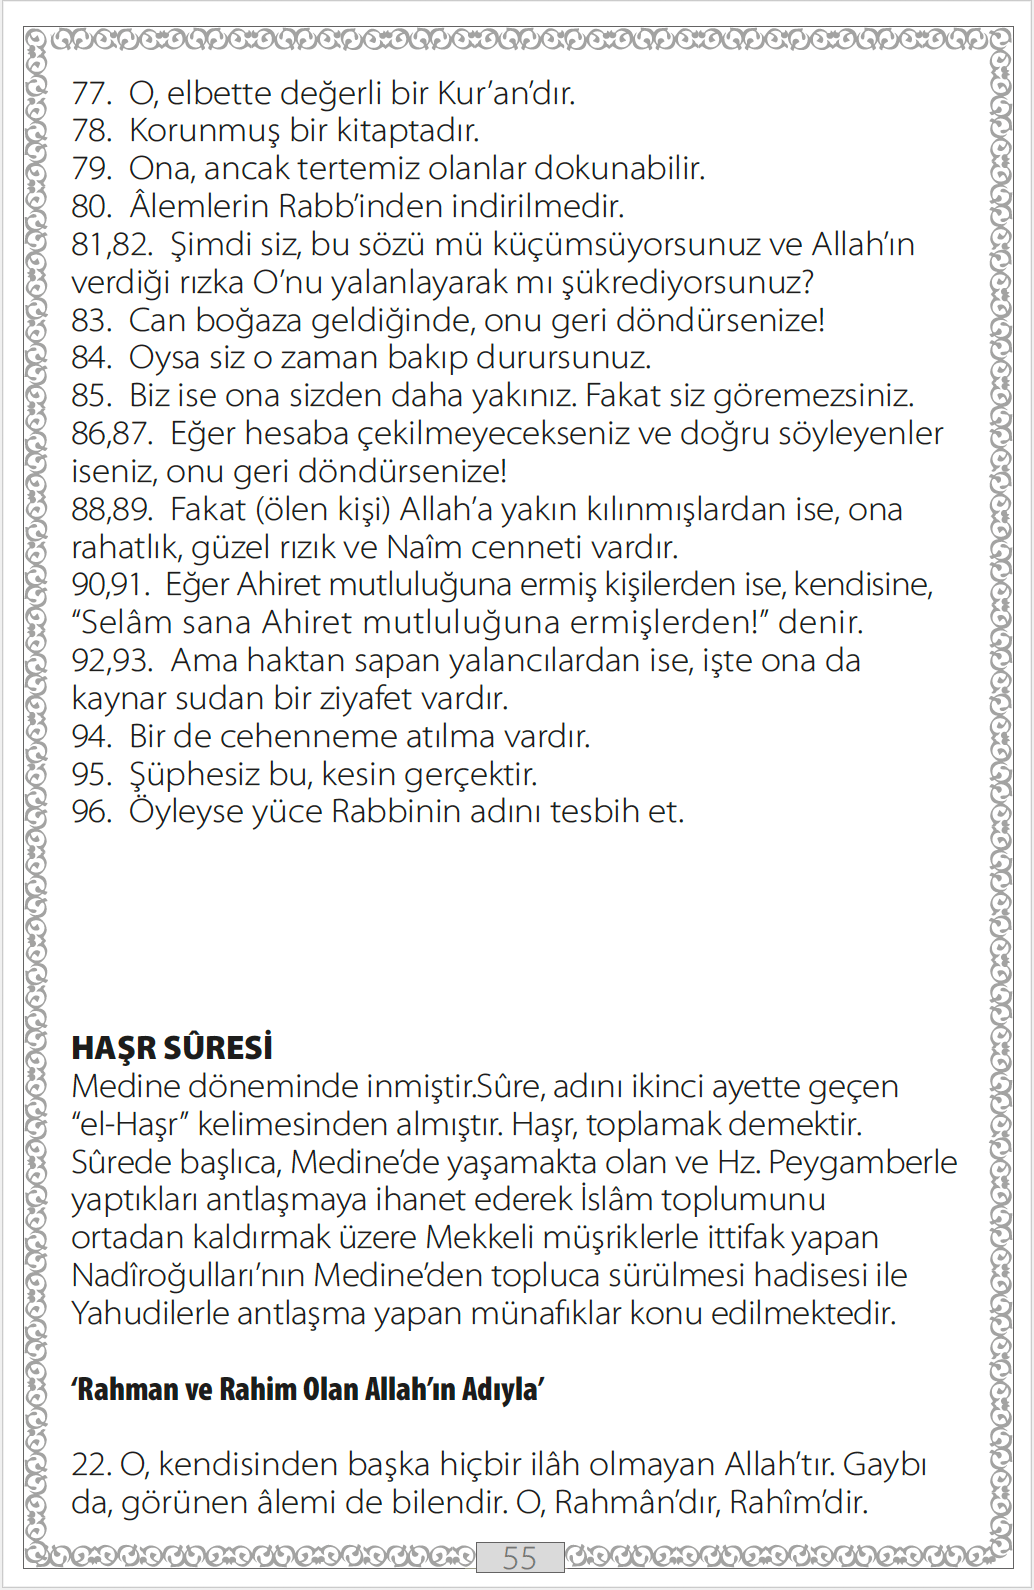 77.  O, elbette değerli bir Kur’an’dır.
78.  Korunmuş bir kitaptadır.
79.  Ona, ancak tertemiz olanlar dokunabilir.
80.  Âlemlerin Rabb’inden indirilmedir.
81,82.  Şimdi siz, bu sözü mü küçümsüyorsunuz ve Allah’ın
verdiği rızka O’nu yalanlayarak mı şükrediyorsunuz?
83.  Can boğaza geldiğinde, onu geri döndürsenize!
84.  Oysa siz o zaman bakıp durursunuz.
85.  Biz ise ona sizden daha yakınız. Fakat siz göremezsiniz.
86,87.  Eğer hesaba çekilmeyecekseniz ve doğru söyleyenler
iseniz, onu geri döndürsenize!
88,89.  Fakat (ölen kişi) Allah’a yakın kılınmışlardan ise, ona
rahatlık, güzel rızık ve Naîm cenneti vardır.
90,91.  Eğer Ahiret mutluluğuna ermiş kişilerden ise, kendisine,
“Selâm sana Ahiret mutluluğuna ermişlerden!” denir.
92,93.  Ama haktan sapan yalancılardan ise, işte ona da
kaynar sudan bir ziyafet vardır.
94.  Bir de cehenneme atılma vardır.
95.  Şüphesiz bu, kesin gerçektir.
96.  Öyleyse yüce Rabbinin adını tesbih et.
HAŞR SÛRESİ
Medine döneminde inmiştir.Sûre, adını ikinci ayette geçen
“el-Haşr” kelimesinden almıştır. Haşr, toplamak demektir.
Sûrede başlıca, Medine’de yaşamakta olan ve Hz. Peygamberle
yaptıkları antlaşmaya ihanet ederek İslâm toplumunu
ortadan kaldırmak üzere Mekkeli müşriklerle ittifak yapan
Nadîroğulları’nın Medine’den topluca sürülmesi hadisesi ile
Yahudilerle antlaşma yapan münafıklar konu edilmektedir.
‘Rahman ve Rahim Olan Allah’ın Adıyla’
22. O, kendisinden başka hiçbir ilâh olmayan Allah’tır. Gaybı
da, görünen âlemi de bilendir. O, Rahmân’dır, Rahîm’dir.
55